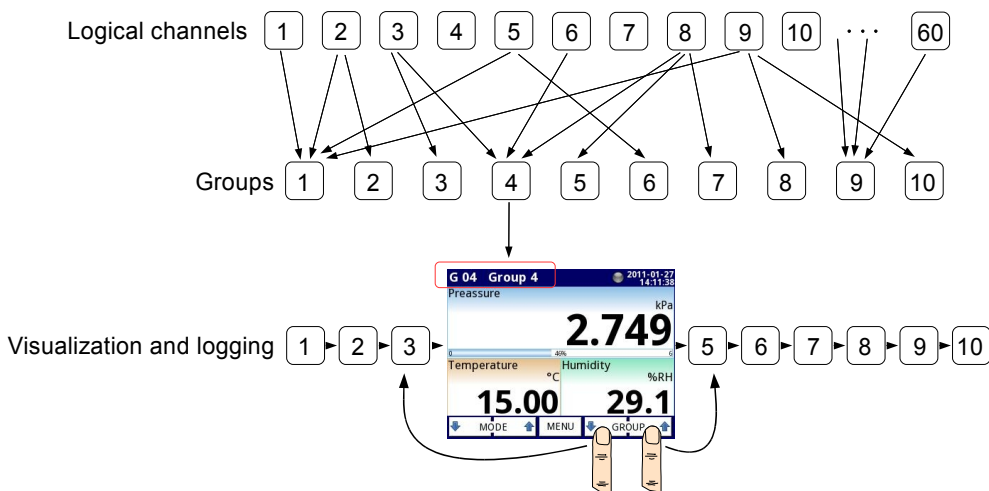 Logical channels 1 2 3 4 5 6 7 8 9 10 ... 60
Groups 1 2 3 4 5 6 7 8 9 10
G 04 Group 4 2011-01-27
14:11:38
Preassure
kPa
2.749
0 46% 6
Visualization and logging 1 2 3 5 6 7 8 9 10
Temperature Humidity
°C %RH
15.00 29.1
MODE MENU GROUP